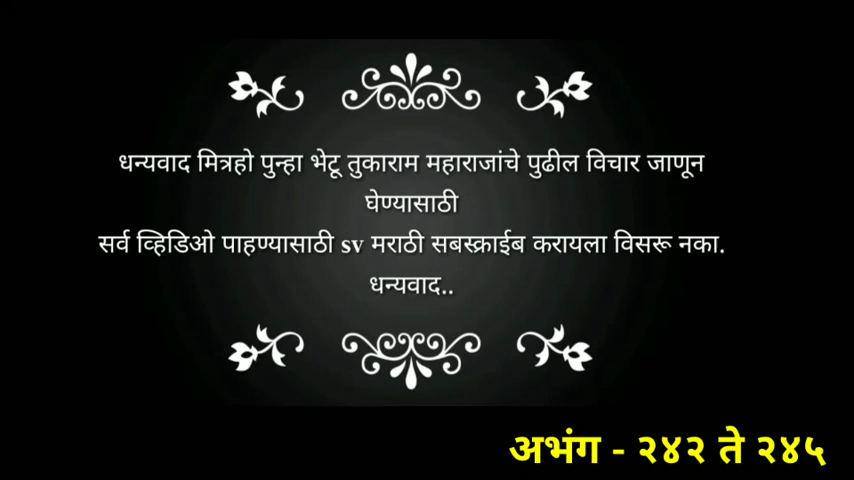 धन्यवाद मित्रहो पुन्हा भेटू तुकाराम महाराजांचे पुढील विचार जाणून
घेण्यासाठी
सर्व व्हिडिओ पाहण्यासाठी sv मराठी सबस्क्राईब करायला विसरू नका.
धन्यवाद..
अभंग - २४२ ते २४५